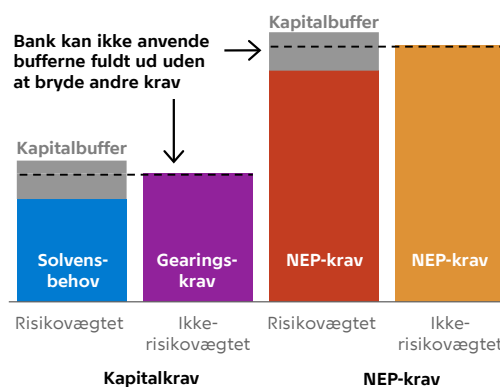 Bank kan ikke anvende
bufferne fuldt ud uden
at bryde andre krav
Kapitalbuffer
Kapitalbuffer
Solvens-
behov
Gearings-
krav
NEP-krav
NEP-krav
Risikovægtet
Ikke-
risikovægtet
Risikovægtet
Ikke-
risikovægtet
Kapitalkrav
NEP-krav